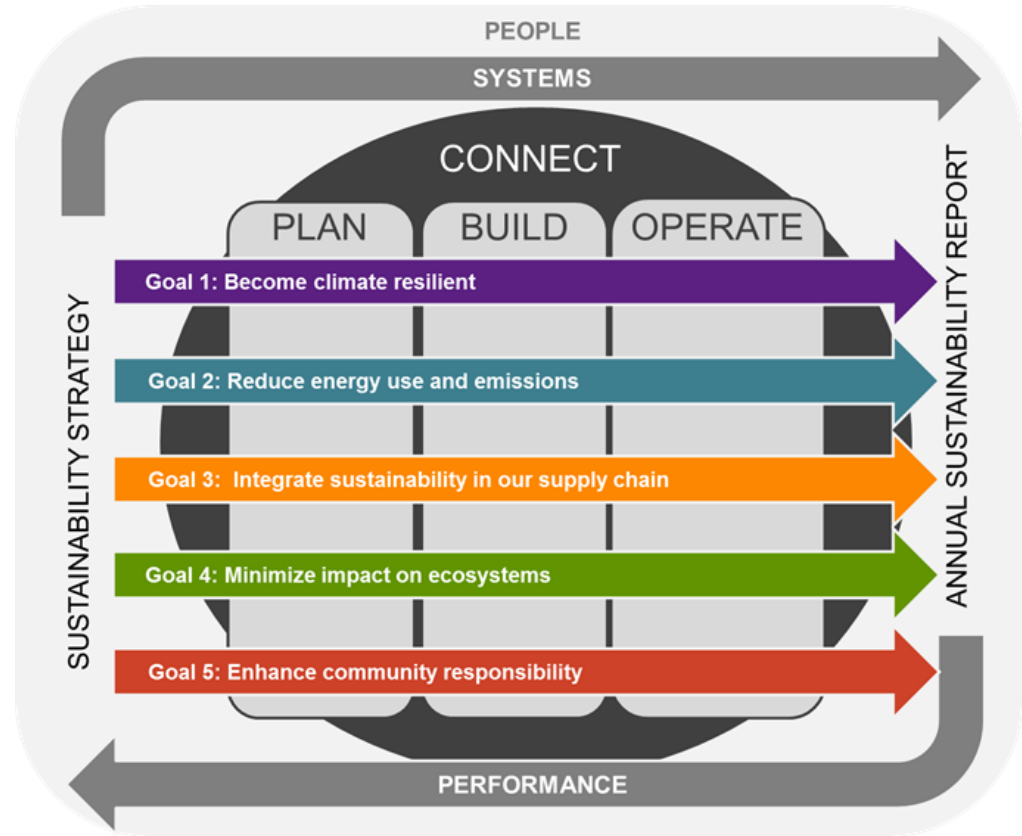 PEOPLE
SYSTEMS
CONNECT
PLAN
BUILD
OPERATE
SUSTAINABILITY STRATEGY
Goal 1: Become climate resilient
Goal 2: Reduce energy use and emissions
Goal 3:  Integrate sustainability in our supply chain
Goal 4: Minimize impact on ecosystems
Goal 5: Enhance community responsibility
ANNUAL SUSTAINABILITY REPORT
PERFORMANCE